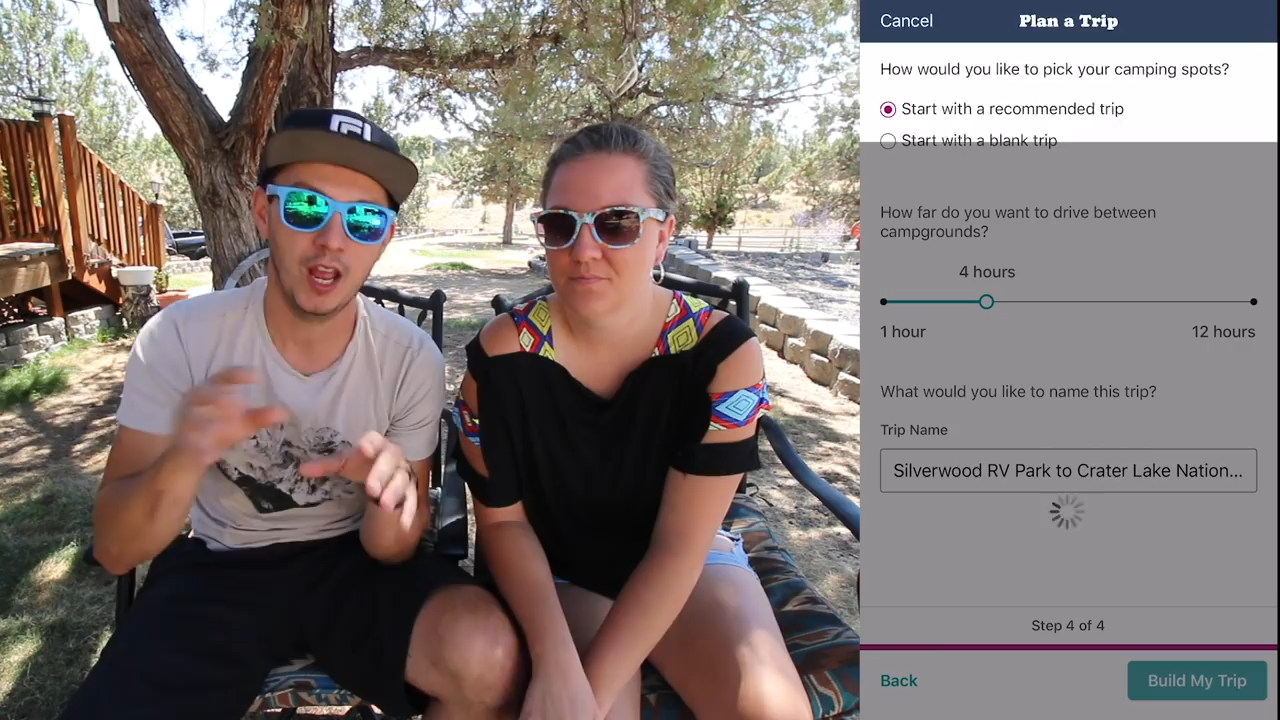 Cancel
Plan a Trip
How would you like to pick your camping spots?
Start with a recommended trip
Start with a blank trip
How far do you want to drive between
campgrounds?
4 hours
1 hour
12 hours
What would you like to name this trip?
Trip Name
Silverwood RV Park to Crater Lake Nation...
Step 4 of 4
Back
Build My Trip